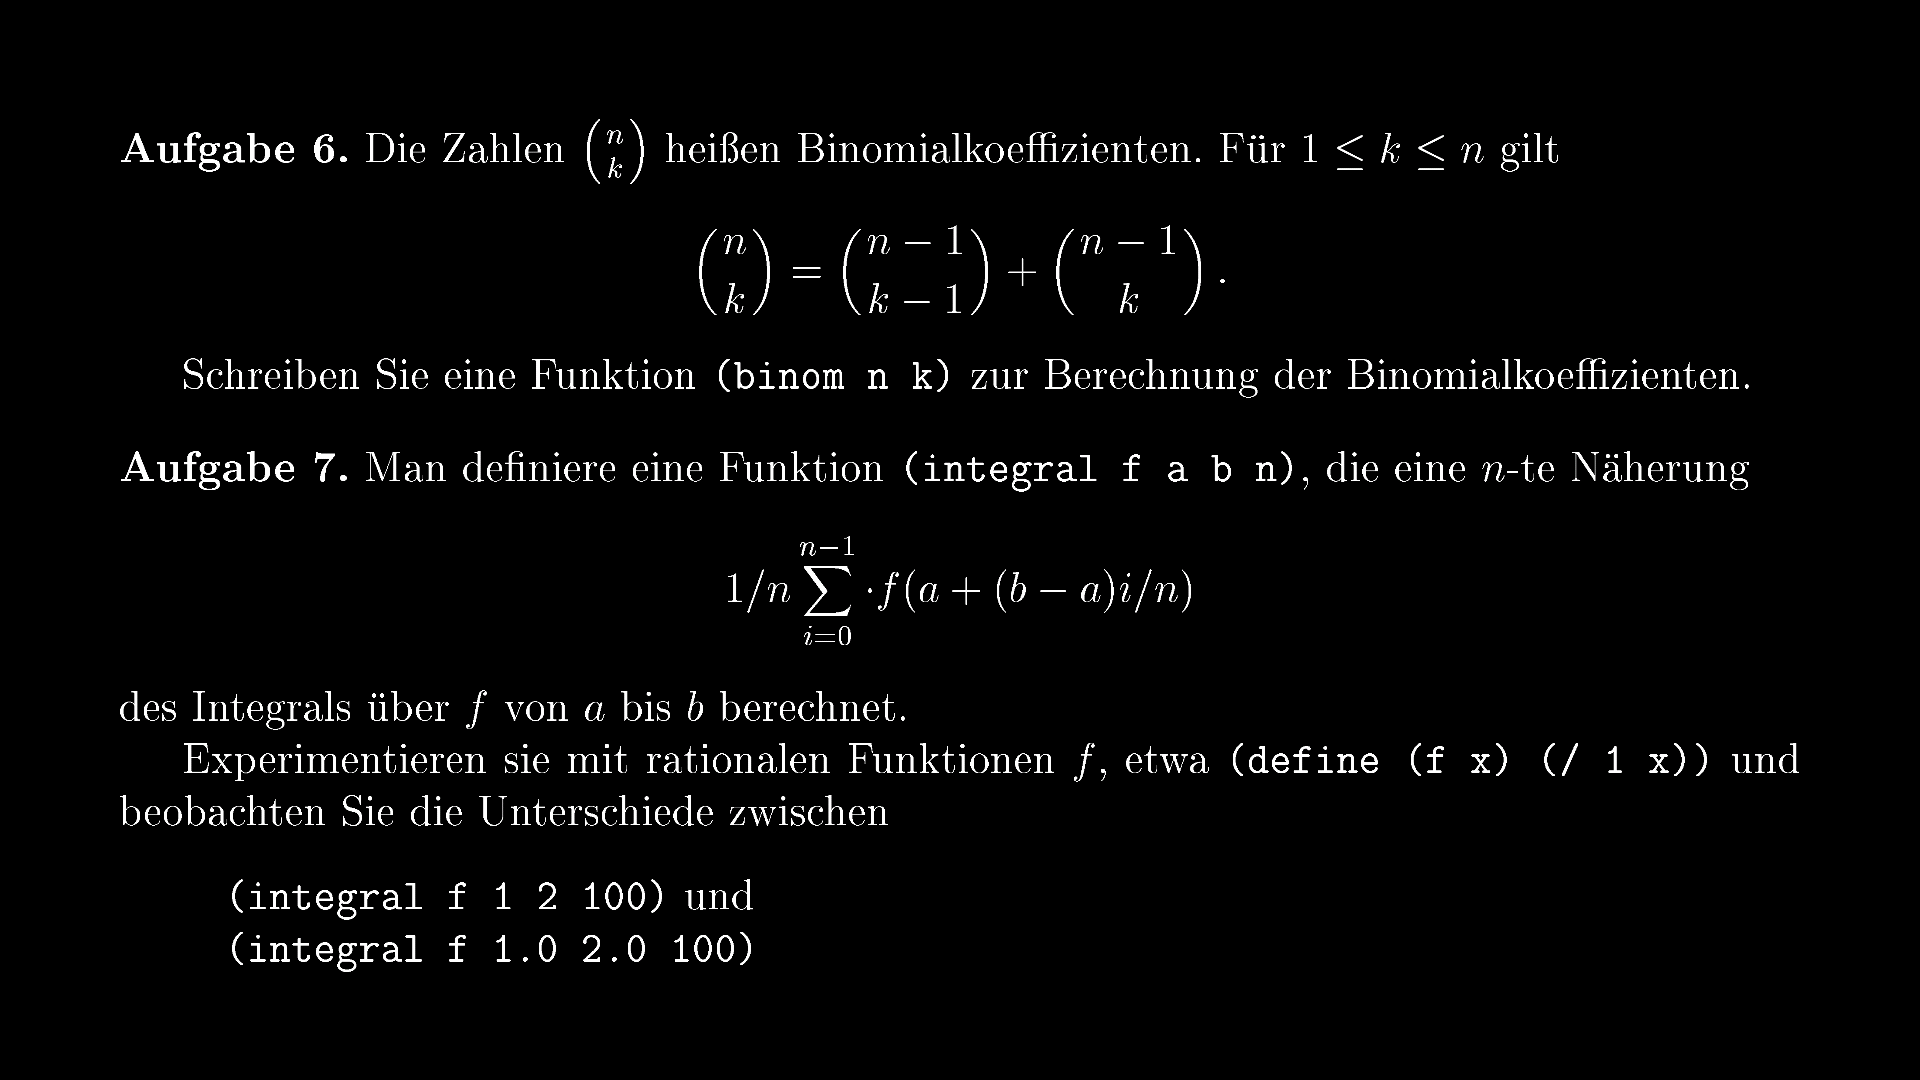 Aufgabe 6. Die Zahlen $\binom{n}{k}$ heißen Binomialkoeffizienten. Für $1 \leq k \leq n$ gilt
$$\binom{n}{k} = \binom{n-1}{k-1} + \binom{n-1}{k}.$$
Schreiben Sie eine Funktion (binom n k) zur Berechnung der Binomialkoeffizienten.
Aufgabe 7. Man definiere eine Funktion (integral f a b n), die eine $n$-te Näherung
$$1/n \sum_{i=0}^{n-1} \cdot f(a + (b-a)i/n)$$
des Integrals über $f$ von $a$ bis $b$ berechnet.
Experimentieren sie mit rationalen Funktionen $f$, etwa (define (f x) (/ 1 x)) und
beobachten Sie die Unterschiede zwischen
(integral f 1 2 100) und
(integral f 1.0 2.0 100)